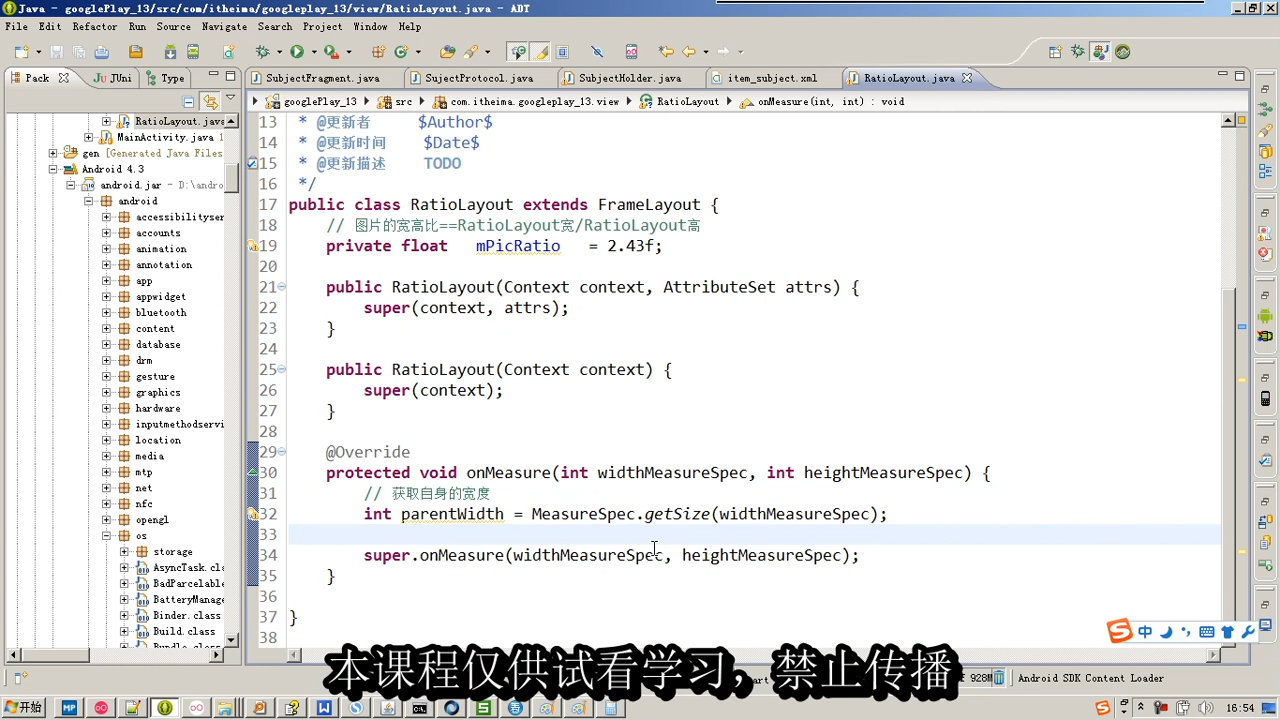 Java - googlePlay_13/src/com/itheima/googleplay_13/view/RatioLayout.java - ADT
File Edit Refactor Run Source Navigate Search Project Window Help
Pack JUni Type
SubjectFragment.java SujectProtocol.java SubjectHolder.java item_subject.xml RatioLayout.java
googlePlay_13 src com.itheima.googleplay_13.view RatioLayout onMeasure(int, int) : void
RatioLayout.java
MainActivity.java 1
gen [Generated Java Files
Android 4.3
android.jar - D:\andro
android
accessibilityser
accounts
animation
annotation
app
appwidget
bluetooth
content
database
drm
gesture
graphics
hardware
inputmethodservi
location
media
mtp
net
nfc
opengl
os
storage
AsyncTask.cl
BadParcelable
BatteryManage
Binder.class
Build.class
13 * @更新者 $Author$
14 * @更新时间 $Date$
15 * @更新描述 TODO
16 */
17 public class RatioLayout extends FrameLayout {
18 // 图片的宽高比==RatioLayout宽/RatioLayout高
19 private float mPicRatio = 2.43f;
20
21 public RatioLayout(Context context, AttributeSet attrs) {
22 super(context, attrs);
23 }
24
25 public RatioLayout(Context context) {
26 super(context);
27 }
28
29 @Override
30 protected void onMeasure(int widthMeasureSpec, int heightMeasureSpec) {
31 // 获取自身的宽度
32 int parentWidth = MeasureSpec.getSize(widthMeasureSpec);
33
34 super.onMeasure(widthMeasureSpec, heightMeasureSpec);
35 }
36
37 }
38
中
本课程仅供试看学习，禁止传播
928M Android SDK Content Loader
开始 16:54